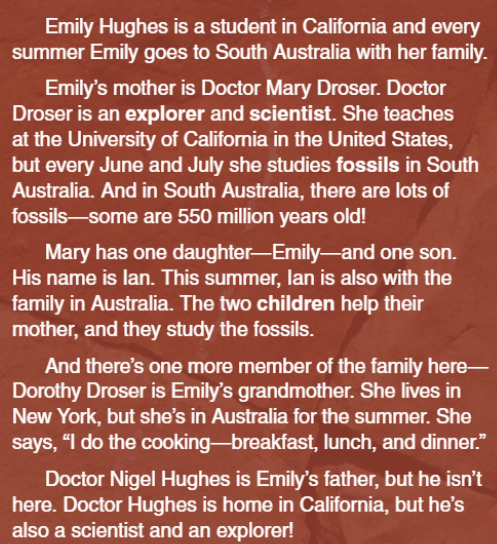 Emily Hughes is a student in California and every
summer Emily goes to South Australia with her family.
Emily’s mother is Doctor Mary Droser. Doctor
Droser is an explorer and scientist. She teaches
at the University of California in the United States,
but every June and July she studies fossils in South
Australia. And in South Australia, there are lots of
fossils—some are 550 million years old!
Mary has one daughter—Emily—and one son.
His name is Ian. This summer, Ian is also with the
family in Australia. The two children help their
mother, and they study the fossils.
And there’s one more member of the family here—
Dorothy Droser is Emily’s grandmother. She lives in
New York, but she’s in Australia for the summer. She
says, “I do the cooking—breakfast, lunch, and dinner.”
Doctor Nigel Hughes is Emily’s father, but he isn’t
here. Doctor Hughes is home in California, but he’s
also a scientist and an explorer!